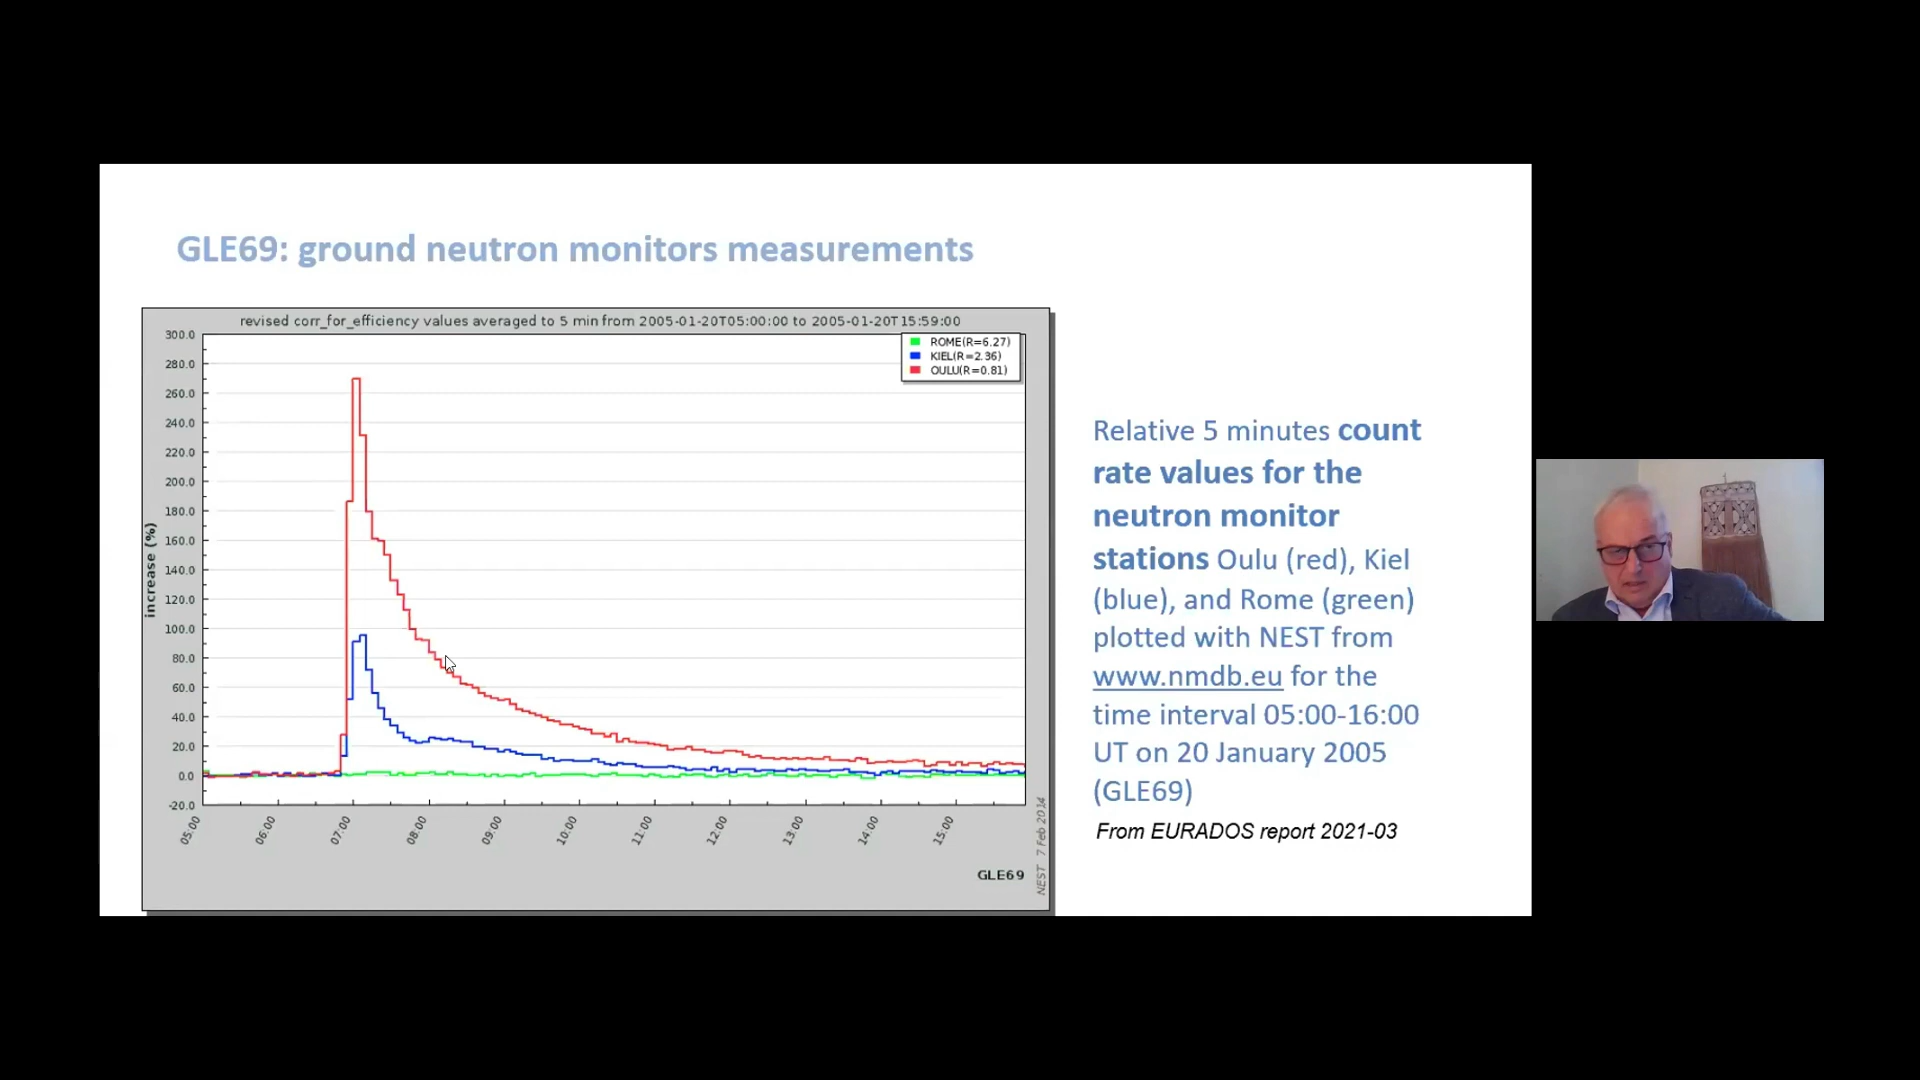 GLE69: ground neutron monitors measurements
revised corr_for_efficiency values averaged to 5 min from 2005-01-20T05:00:00 to 2005-01-20T15:59:00
ROME(R=6.27)
KIEL(R=2.36)
OULU(R=0.81)
increase (%)
300.0
280.0
260.0
240.0
220.0
200.0
180.0
160.0
140.0
120.0
100.0
80.0
60.0
40.0
20.0
0.0
-20.0
05:00
06:00
07:00
08:00
09:00
10:00
11:00
12:00
13:00
14:00
15:00
GLE69
NEST 7 Feb 2014
Relative 5 minutes count
rate values for the
neutron monitor
stations Oulu (red), Kiel
(blue), and Rome (green)
plotted with NEST from
www.nmdb.eu for the
time interval 05:00-16:00
UT on 20 January 2005
(GLE69)
From EURADOS report 2021-03